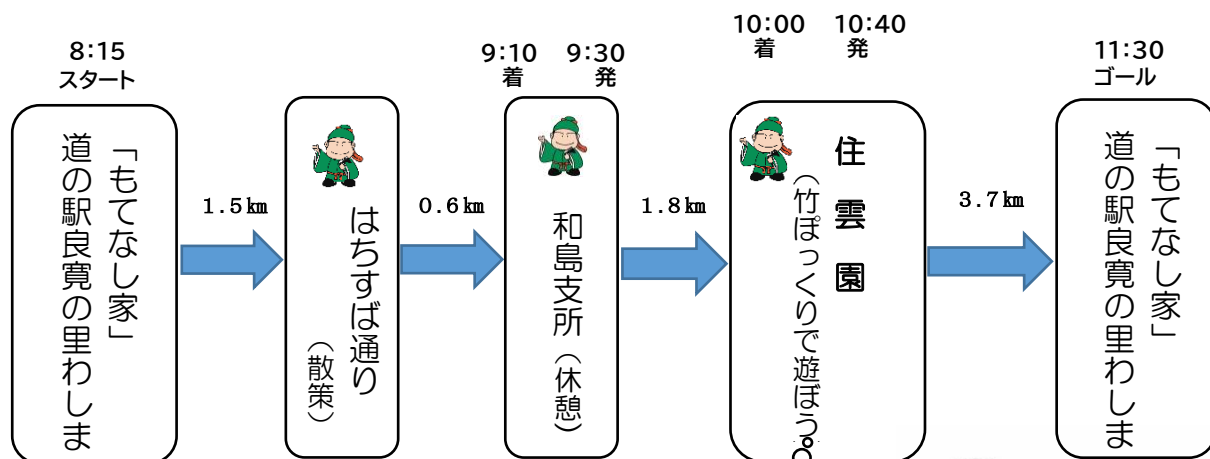 8:15
スタート
「もてなし家」
道の駅良寛の里わしま
1.5㎞
はちすば通り
(散策)
0.6㎞
9:10
着
9:30
発
和島支所(休憩)
1.8㎞
10:00
着
10:40
発
住雲園
(竹ぽっくりで遊ぼう。
3.7㎞
11:30
ゴール
「もてなし家」
道の駅良寛の里わしま